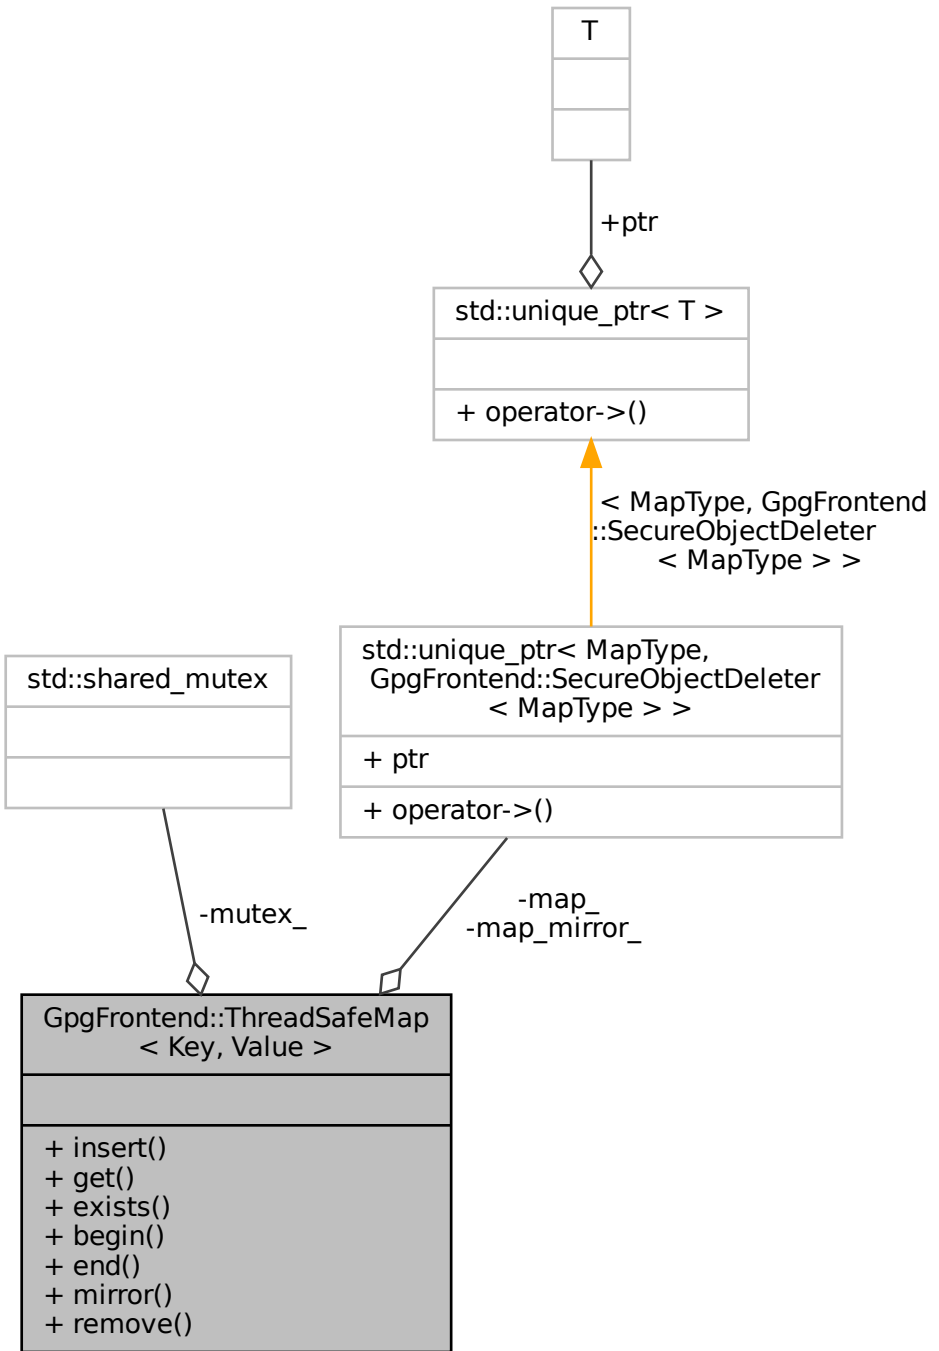 T
+ptr
std::unique_ptr< T >
+ operator->()
< MapType, GpgFrontend
::SecureObjectDeleter
< MapType > >
std::shared_mutex
std::unique_ptr< MapType,
GpgFrontend::SecureObjectDeleter
< MapType > >
+ ptr
+ operator->()
-mutex_
-map_
-map_mirror_
GpgFrontend::ThreadSafeMap
< Key, Value >
+ insert()
+ get()
+ exists()
+ begin()
+ end()
+ mirror()
+ remove()